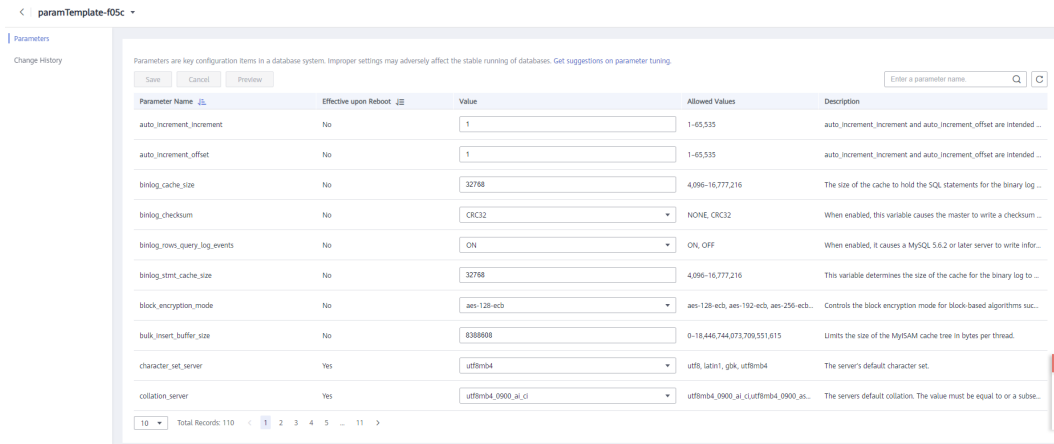 paramTemplate-f05c
Parameters
Change History
Parameters are key configuration items in a database system. Improper settings may adversely affect the stable running of databases. Get suggestions on parameter tuning.
Save Cancel Preview Enter a parameter name.
Parameter Name Effective upon Reboot Value Allowed Values Description
auto_increment_increment No 1 1–65,535 auto_increment_increment and auto_increment_offset are intended ...
auto_increment_offset No 1 1–65,535 auto_increment_increment and auto_increment_offset are intended ...
binlog_cache_size No 32768 4,096–16,777,216 The size of the cache to hold the SQL statements for the binary log ...
binlog_checksum No CRC32 NONE, CRC32 When enabled, this variable causes the master to write a checksum ...
binlog_rows_query_log_events No ON ON, OFF When enabled, it causes a MySQL 5.6.2 or later server to write infor...
binlog_stmt_cache_size No 32768 4,096–16,777,216 This variable determines the size of the cache for the binary log to ...
block_encryption_mode No aes-128-ecb aes-128-ecb, aes-192-ecb, aes-256-ecb... Controls the block encryption mode for block-based algorithms suc...
bulk_insert_buffer_size No 8388608 0–18,446,744,073,709,551,615 Limits the size of the MyISAM cache tree in bytes per thread.
character_set_server Yes utf8mb4 utf8, latin1, gbk, utf8mb4 The server's default character set.
collation_server Yes utf8mb4_0900_ai_ci utf8mb4_0900_ai_ci,utf8mb4_0900_as... The servers default collation. The value must be equal to or a subse...
10 Total Records: 110 < 1 2 3 4 5 ... 11 >